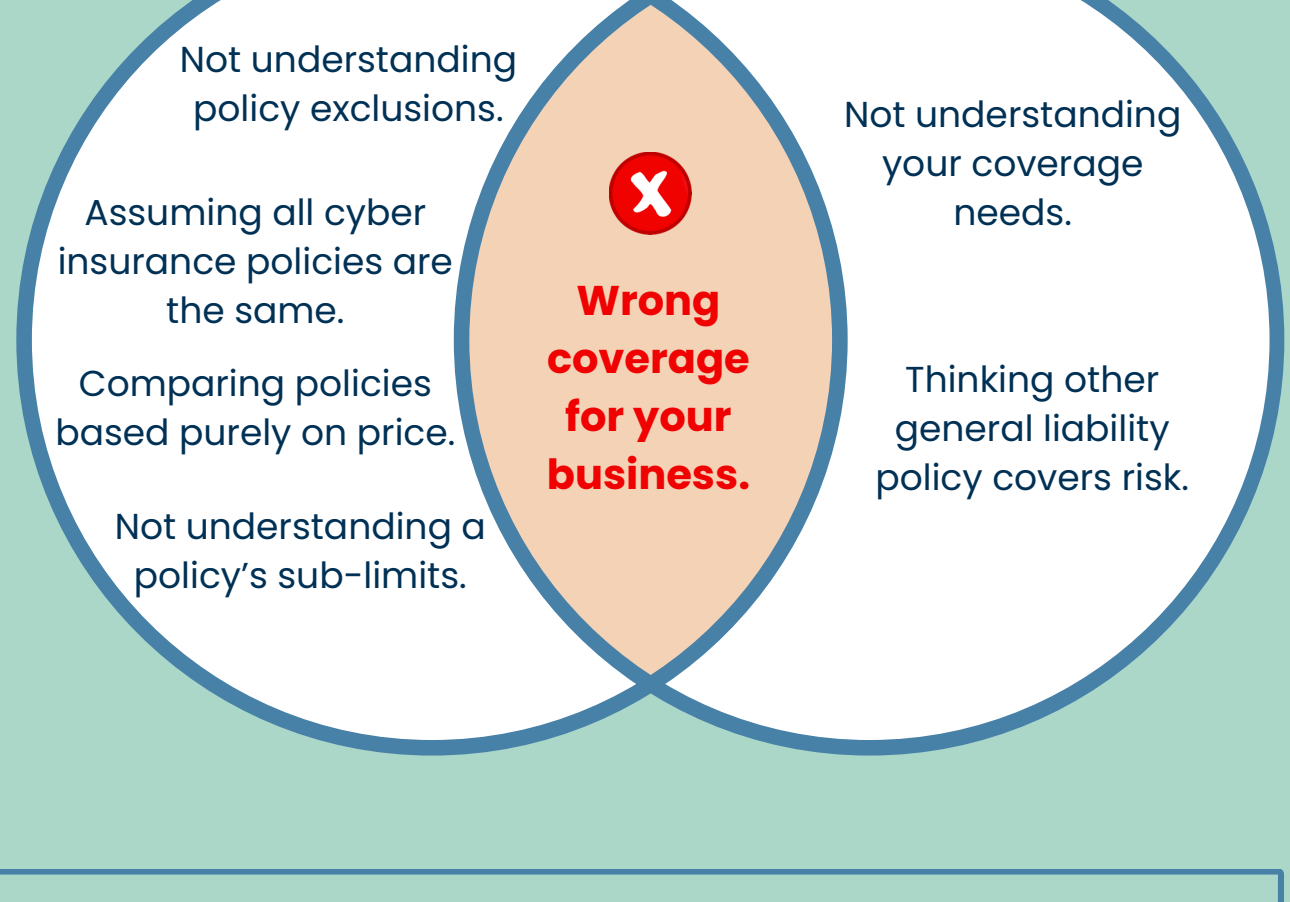 Not understanding
policy exclusions.
Assuming all cyber
insurance policies are
the same.
Comparing policies
based purely on price.
Not understanding a
policy’s sub-limits.
X
Wrong
coverage
for your
business.
Not understanding
your coverage
needs.
Thinking other
general liability
policy covers risk.